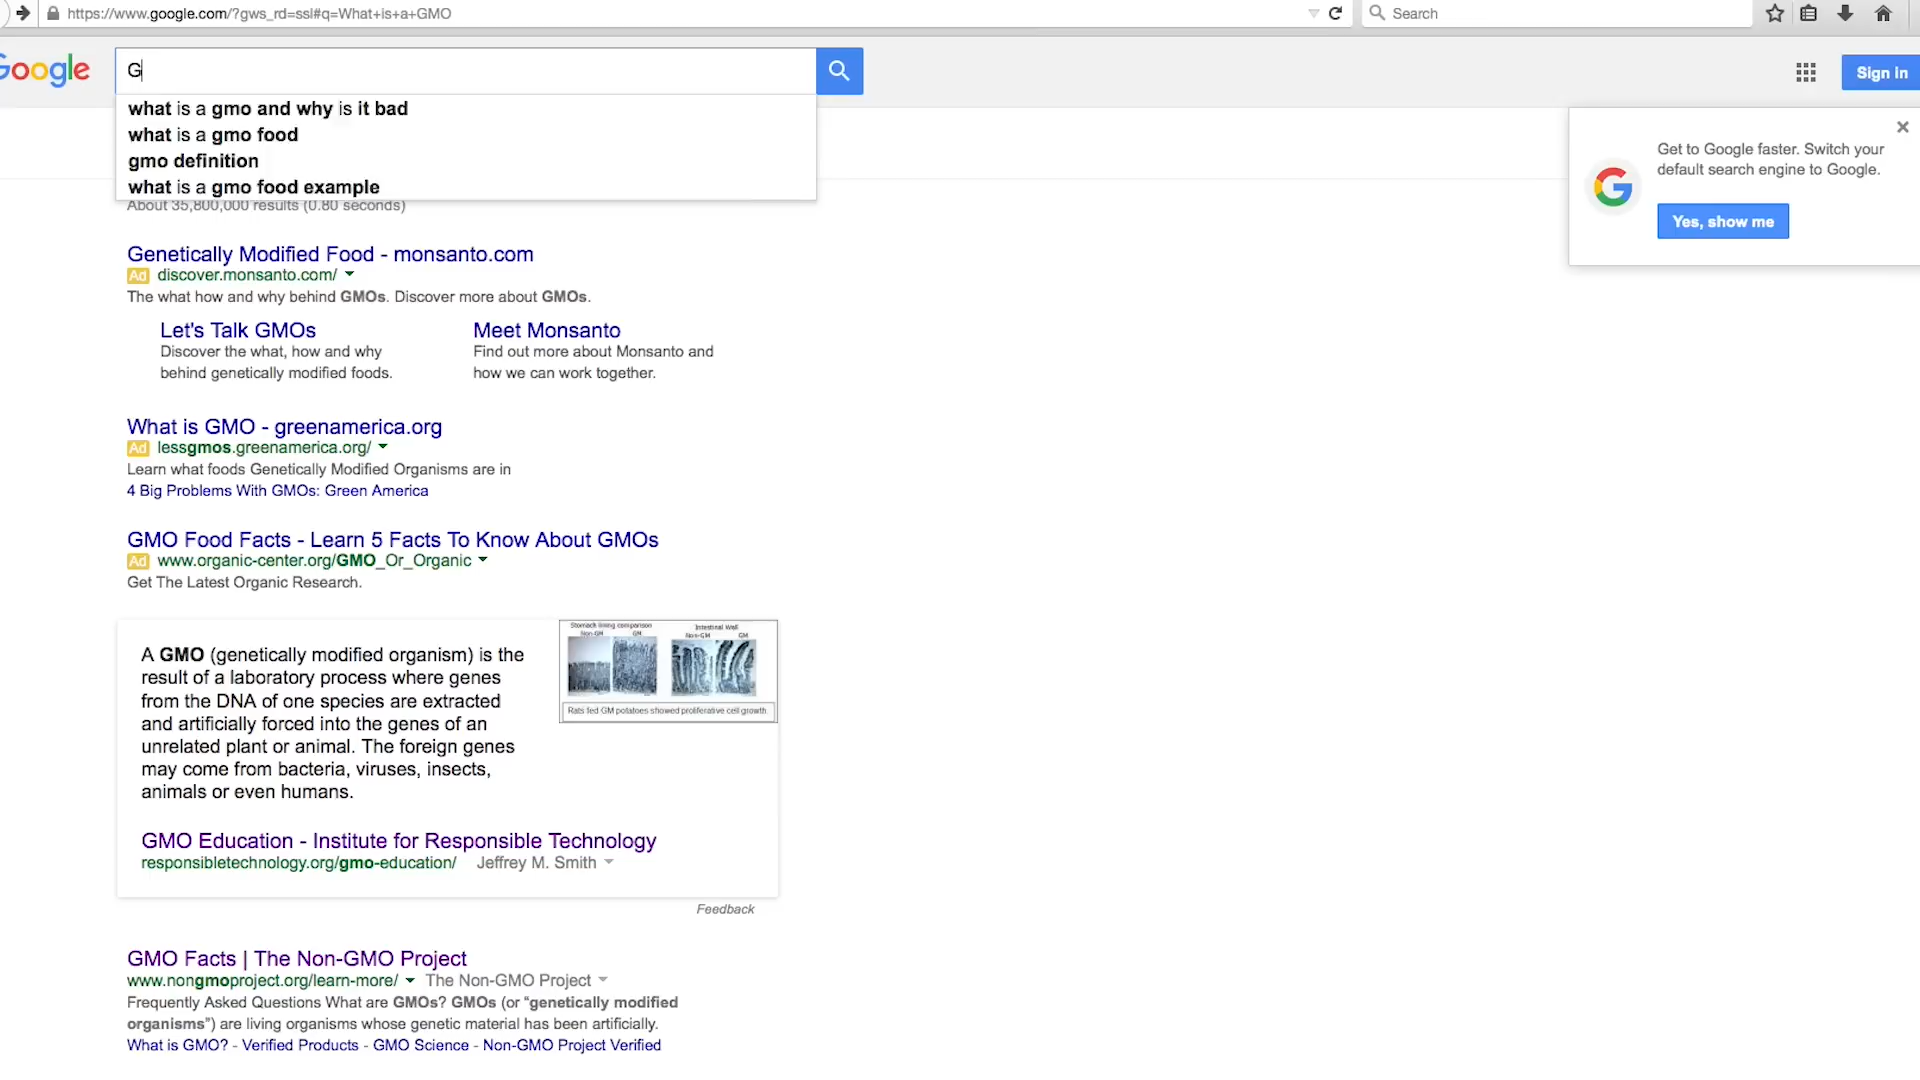 https://www.google.com/?gws_rd=ssl#q=What+is+a+GMO
Search
Google
G
Sign in
what is a gmo and why is it bad
what is a gmo food
gmo definition
what is a gmo food example
About 35,800,000 results (0.80 seconds)
Get to Google faster. Switch your
default search engine to Google.
Yes, show me
Genetically Modified Food - monsanto.com
Ad discover.monsanto.com/
The what how and why behind GMOs. Discover more about GMOs.
Let's Talk GMOs
Discover the what, how and why
behind genetically modified foods.
Meet Monsanto
Find out more about Monsanto and
how we can work together.
What is GMO - greenamerica.org
Ad lessgmos.greenamerica.org/
Learn what foods Genetically Modified Organisms are in
4 Big Problems With GMOs: Green America
GMO Food Facts - Learn 5 Facts To Know About GMOs
Ad www.organic-center.org/GMO_Or_Organic
Get The Latest Organic Research.
A GMO (genetically modified organism) is the
result of a laboratory process where genes
from the DNA of one species are extracted
and artificially forced into the genes of an
unrelated plant or animal. The foreign genes
may come from bacteria, viruses, insects,
animals or even humans.
Stomach lining comparison
Non-GM GM
Intestinal Wall
Non-GM GM
Rats fed GM potatoes showed proliferative cell growth.
GMO Education - Institute for Responsible Technology
responsibletechnology.org/gmo-education/ Jeffrey M. Smith
Feedback
GMO Facts | The Non-GMO Project
www.nongmoproject.org/learn-more/ The Non-GMO Project
Frequently Asked Questions What are GMOs? GMOs (or “genetically modified
organisms”) are living organisms whose genetic material has been artificially.
What is GMO? - Verified Products - GMO Science - Non-GMO Project Verified